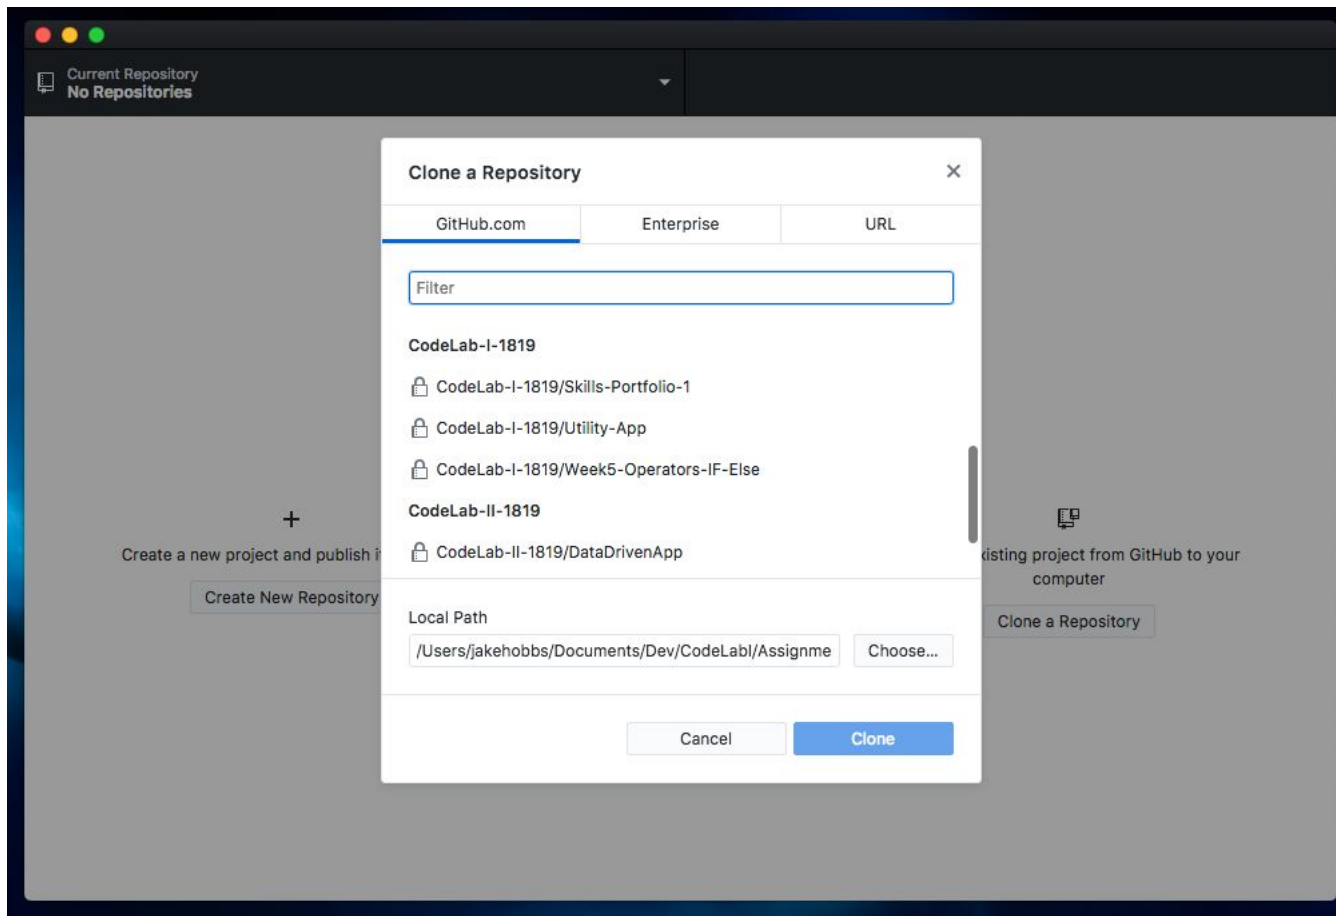 Current Repository
No Repositories
Clone a Repository
GitHub.com
Enterprise
URL
Filter
CodeLab-I-1819
CodeLab-I-1819/Skills-Portfolio-1
CodeLab-I-1819/Utility-App
CodeLab-I-1819/Week5-Operators-IF-Else
CodeLab-II-1819
CodeLab-II-1819/DataDrivenApp
Local Path
/Users/jakehobbs/Documents/Dev/CodeLabI/Assignme
Choose...
Cancel
Clone
Create a new project and publish
Create New Repository
project from GitHub to your
computer
Clone a Repository